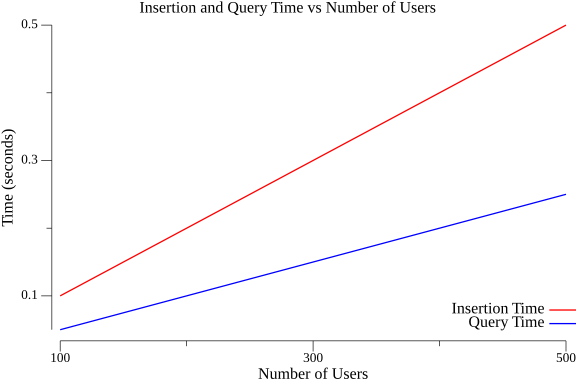 Insertion and Query Time vs Number of Users
0.5
0.3
0.1
Time (seconds)
Insertion Time
Query Time
100
300
500
Number of Users